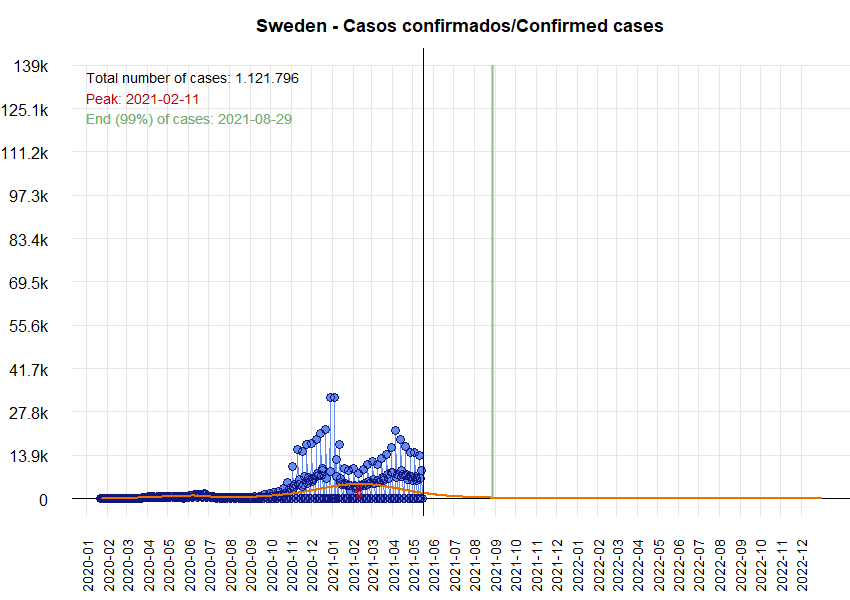 Sweden - Casos confirmados/Confirmed cases
139k
125.1k
111.2k
97.3k
83.4k
69.5k
55.6k
41.7k
27.8k
13.9k
0
Total number of cases: 1.121.796
Peak: 2021-02-11
End (99%) of cases: 2021-08-29
2020-01
2020-02
2020-03
2020-04
2020-05
2020-06
2020-07
2020-08
2020-09
2020-10
2020-11
2020-12
2021-01
2021-02
2021-03
2021-04
2021-05
2021-06
2021-07
2021-08
2021-09
2021-10
2021-11
2021-12
2022-01
2022-02
2022-03
2022-04
2022-05
2022-06
2022-07
2022-08
2022-09
2022-10
2022-11
2022-12